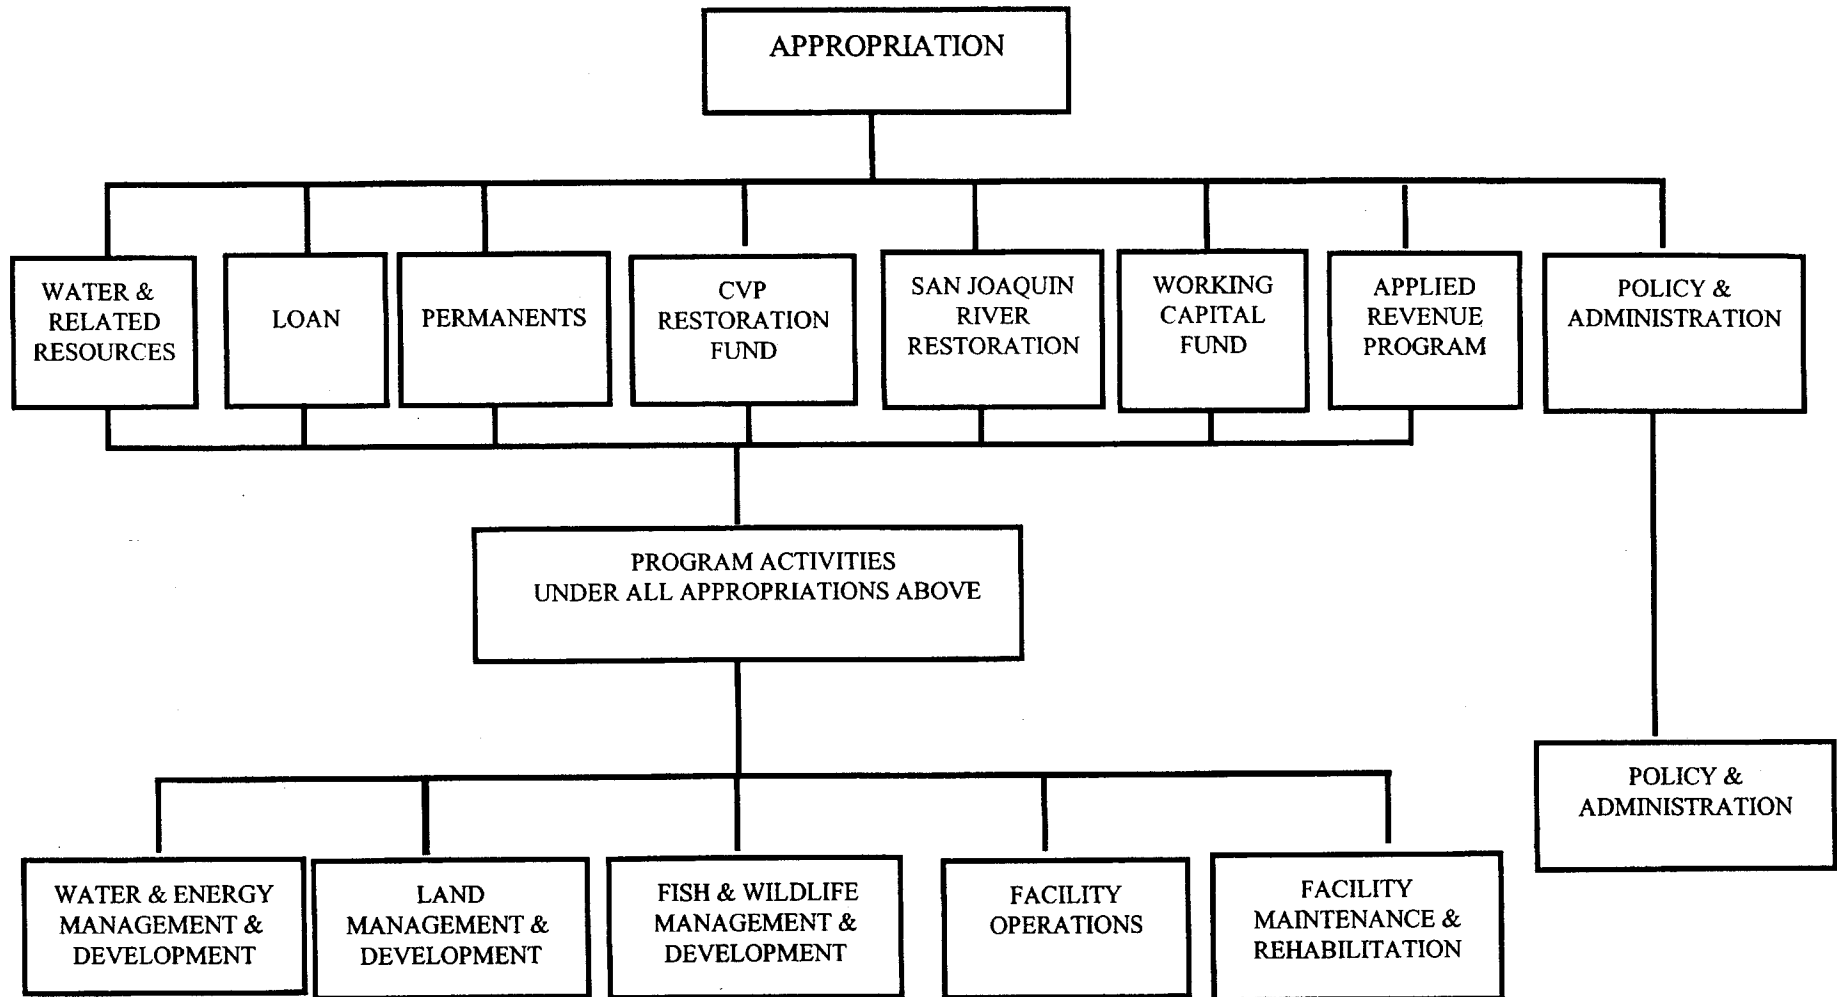 APPROPRIATION
WATER &
RELATED
RESOURCES
LOAN
PERMANENTS
CVP
RESTORATION
FUND
SAN JOAQUIN
RIVER
RESTORATION
WORKING
CAPITAL
FUND
APPLIED
REVENUE
PROGRAM
POLICY &
ADMINISTRATION
PROGRAM ACTIVITIES
UNDER ALL APPROPRIATIONS ABOVE
POLICY &
ADMINISTRATION
WATER & ENERGY
MANAGEMENT &
DEVELOPMENT
LAND
MANAGEMENT &
DEVELOPMENT
FISH & WILDLIFE
MANAGEMENT &
DEVELOPMENT
FACILITY
OPERATIONS
FACILITY
MAINTENANCE &
REHABILITATION